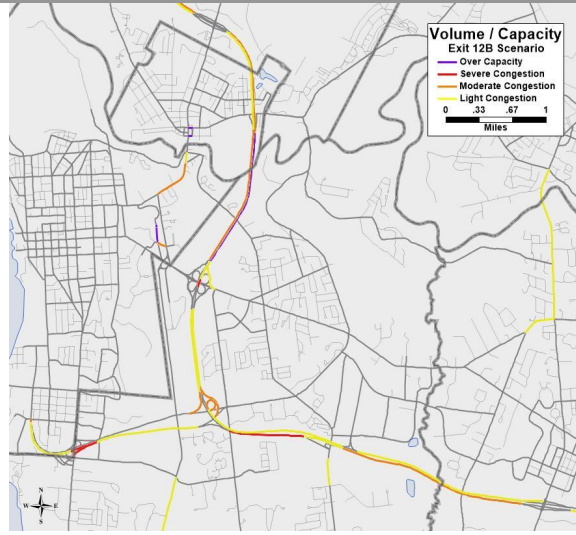 Volume / Capacity
Exit 12B Scenario
Over Capacity
Severe Congestion
Moderate Congestion
Light Congestion
0 .33 .67 1
Miles
N
W E
S